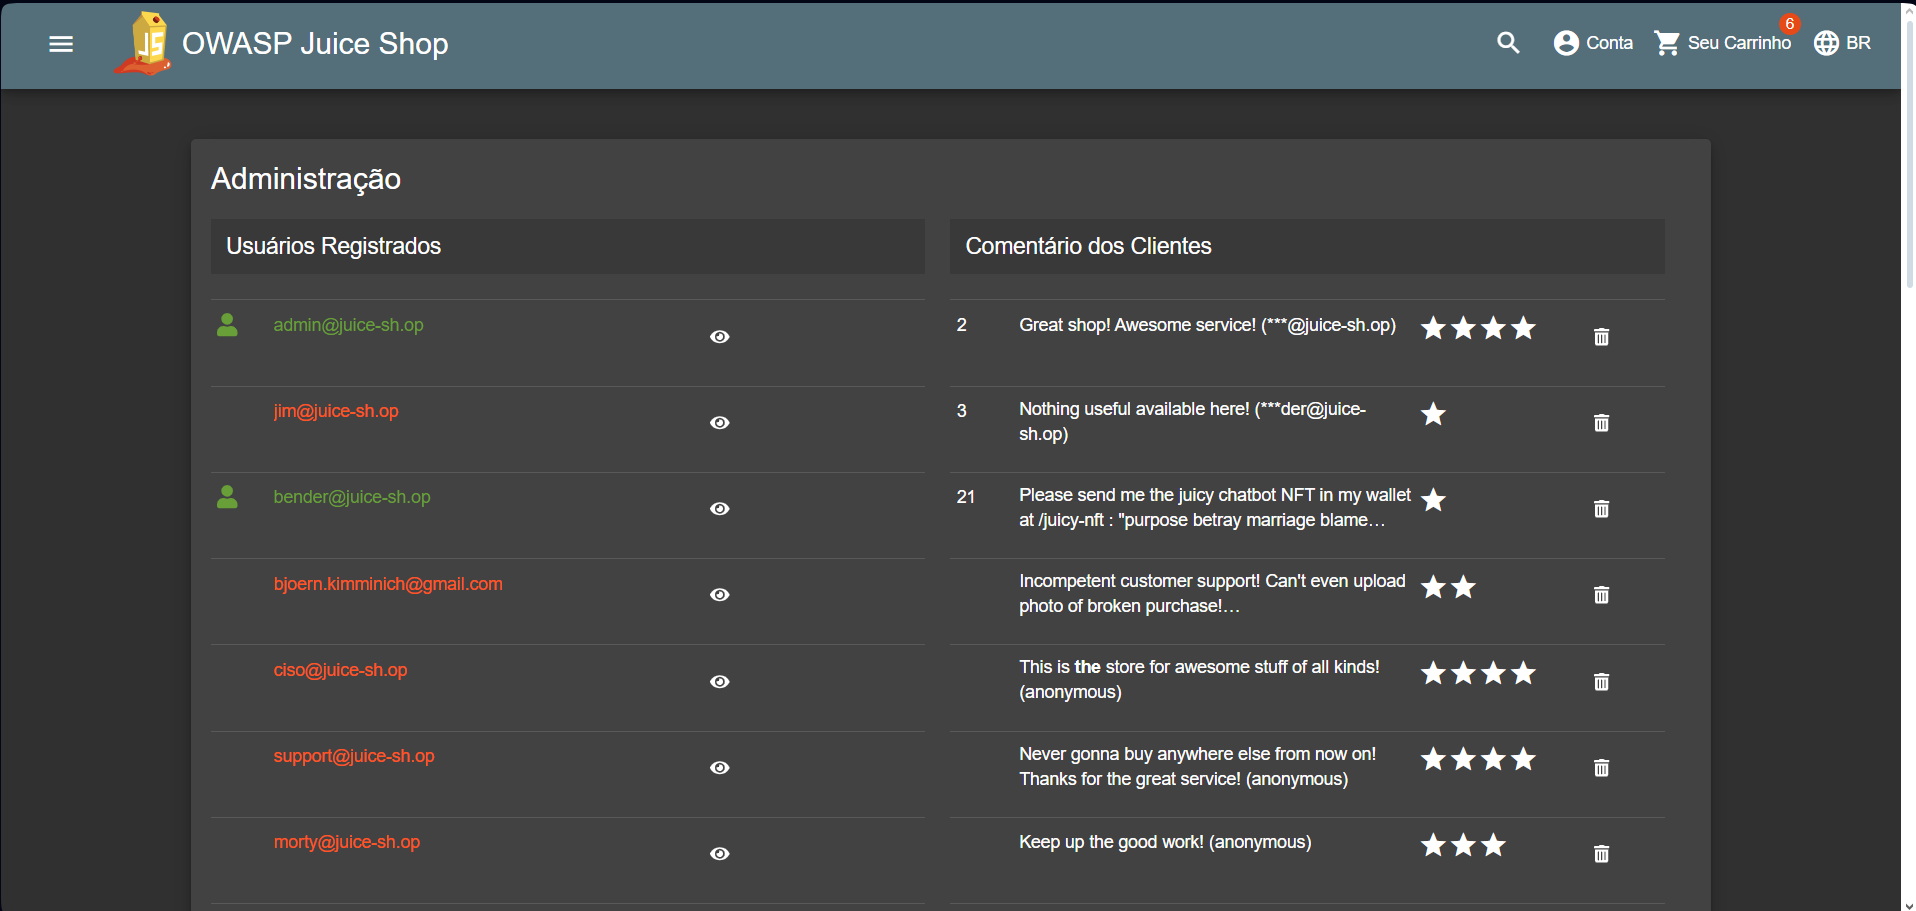 OWASP Juice Shop
Conta
Seu Carrinho
6
BR
Administração
Usuários Registrados
admin@juice-sh.op
jim@juice-sh.op
bender@juice-sh.op
bjoern.kimminich@gmail.com
ciso@juice-sh.op
support@juice-sh.op
morty@juice-sh.op
Comentário dos Clientes
2
Great shop! Awesome service! (***@juice-sh.op)
3
Nothing useful available here! (***der@juice-
sh.op)
21
Please send me the juicy chatbot NFT in my wallet
at /juicy-nft : "purpose betray marriage blame…
Incompetent customer support! Can't even upload
photo of broken purchase!…
This is the store for awesome stuff of all kinds!
(anonymous)
Never gonna buy anywhere else from now on!
Thanks for the great service! (anonymous)
Keep up the good work! (anonymous)